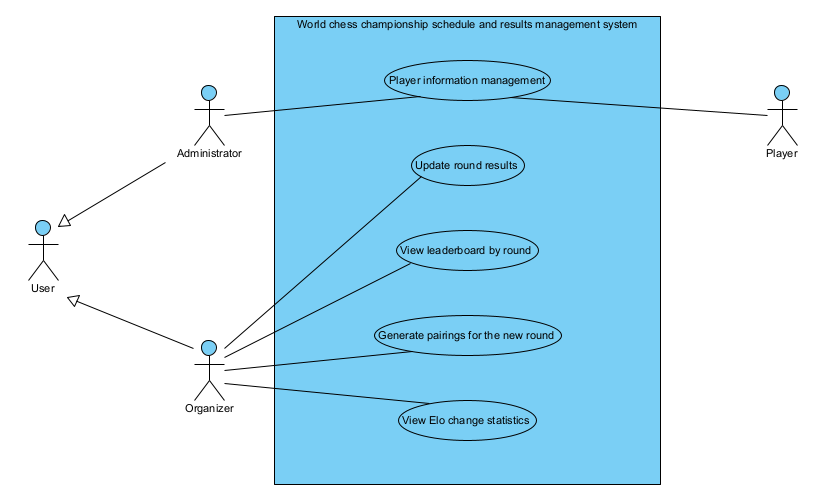 World chess championship schedule and results management system
Player information management
Administrator
Player
Update round results
View leaderboard by round
User
Generate pairings for the new round
Organizer
View Elo change statistics